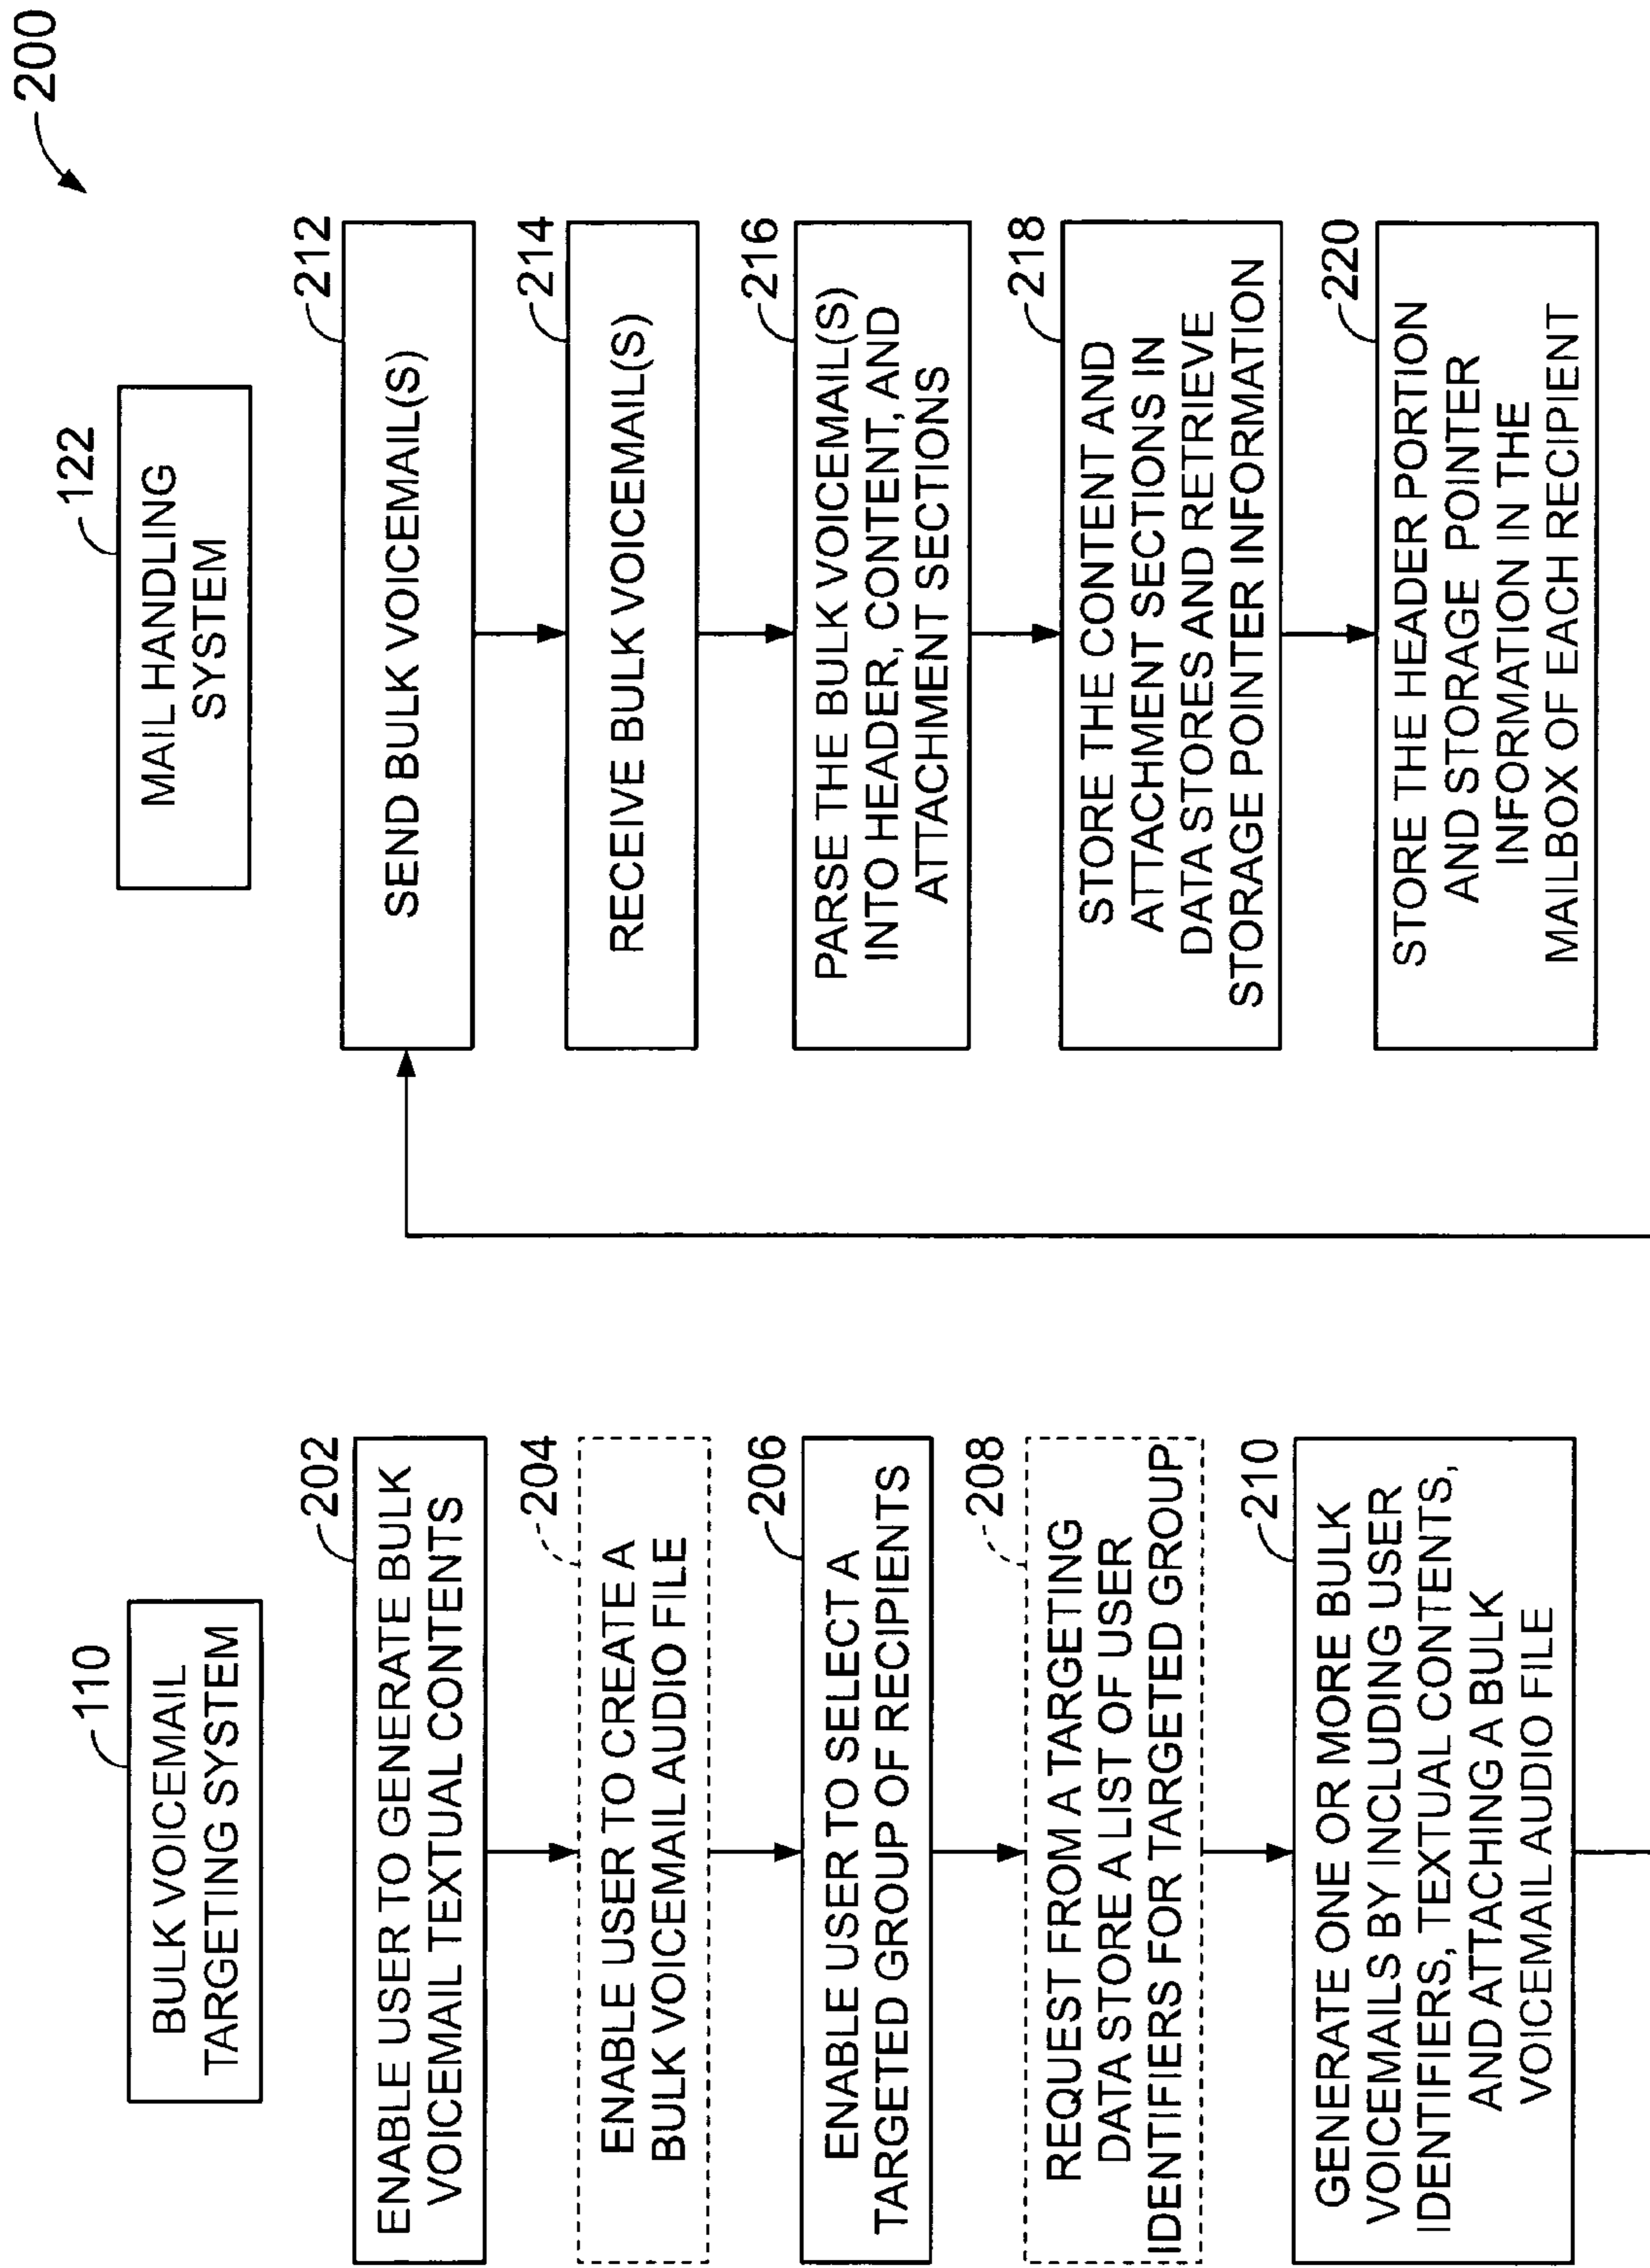 200
110
BULK VOICEMAIL
TARGETING SYSTEM
202
ENABLE USER TO GENERATE BULK
VOICEMAIL TEXTUAL CONTENTS
204
ENABLE USER TO CREATE A
BULK VOICEMAIL AUDIO FILE
206
ENABLE USER TO SELECT A
TARGETED GROUP OF RECIPIENTS
208
REQUEST FROM A TARGETING
DATA STORE A LIST OF USER
IDENTIFIERS FOR TARGETED GROUP
210
GENERATE ONE OR MORE BULK
VOICEMAILS BY INCLUDING USER
IDENTIFIERS, TEXTUAL CONTENTS,
AND ATTACHING A BULK
VOICEMAIL AUDIO FILE
122
MAIL HANDLING
SYSTEM
212
SEND BULK VOICEMAIL(S)
214
RECEIVE BULK VOICEMAIL(S)
216
PARSE THE BULK VOICEMAIL(S)
INTO HEADER, CONTENT, AND
ATTACHMENT SECTIONS
218
STORE THE CONTENT AND
ATTACHMENT SECTIONS IN
DATA STORES AND RETRIEVE
STORAGE POINTER INFORMATION
220
STORE THE HEADER PORTION
AND STORAGE POINTER
INFORMATION IN THE
MAILBOX OF EACH RECIPIENT